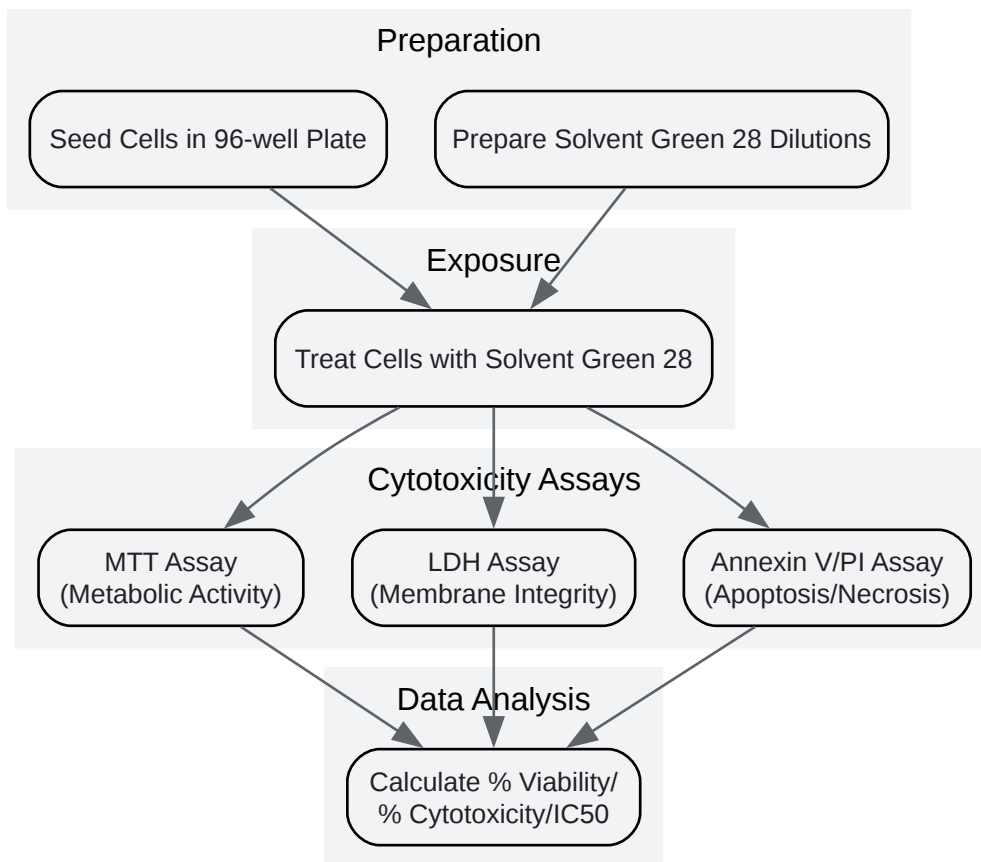 Preparation
Seed Cells in 96-well Plate
Prepare Solvent Green 28 Dilutions
Exposure
Treat Cells with Solvent Green 28
Cytotoxicity Assays
MTT Assay
(Metabolic Activity)
LDH Assay
(Membrane Integrity)
Annexin V/PI Assay
(Apoptosis/Necrosis)
Data Analysis
Calculate % Viability/
% Cytotoxicity/IC50